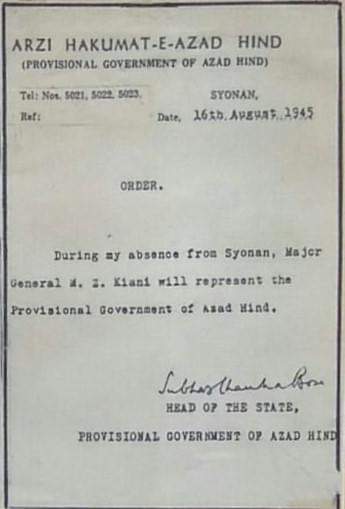 ARZI HAKUMAT-E-AZAD HIND
(PROVISIONAL GOVERNMENT OF AZAD HIND)
Tel: Nos. 5021, 5022, 5023.
SYONAN,
Ref:
Date, 16th. August. 1945
ORDER.
During my absence from Syonan, Major
General M. Z. Kiani will represent the
Provisional Government of Azad Hind.
Subhas Chandra Bose
HEAD OF THE STATE,
PROVISIONAL GOVERNMENT OF AZAD HIND